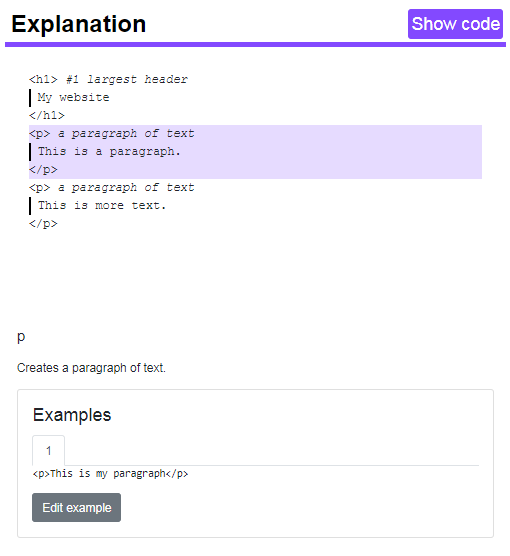 Explanation
Show code
<h1> #1 largest header
My website
</h1>
<p> a paragraph of text
This is a paragraph.
</p>
<p> a paragraph of text
This is more text.
</p>
p
Creates a paragraph of text.
Examples
1
<p>This is my paragraph</p>
Edit example